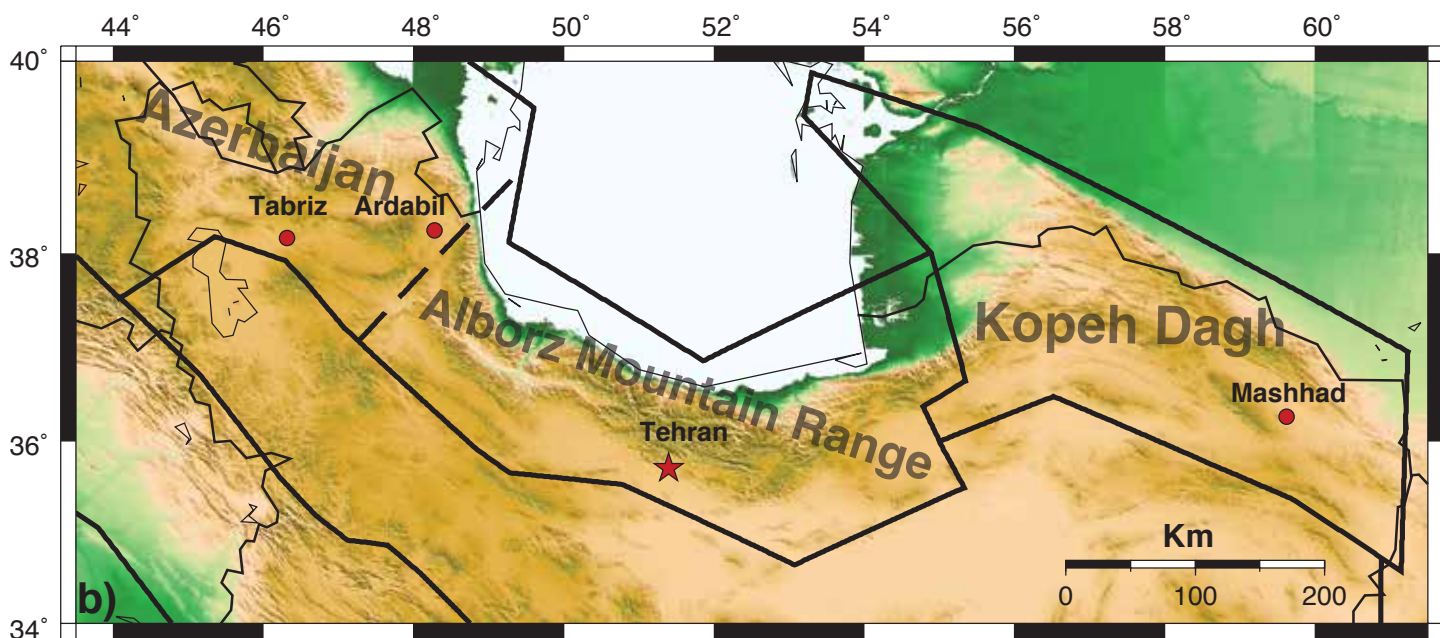 44° 46° 48° 50° 52° 54° 56° 58° 60°
40°
Azerbaijan
Tabriz Ardabil
38°
Alborz Mountain Range
Kopeh Dagh
Mashhad
36°
Tehran
Km
0 100 200
b)
34°